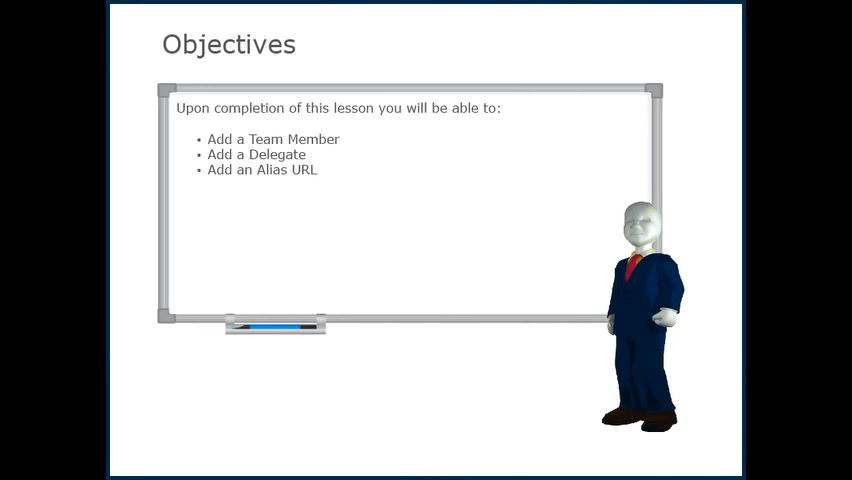 Objectives
Upon completion of this lesson you will be able to:
• Add a Team Member
• Add a Delegate
• Add an Alias URL